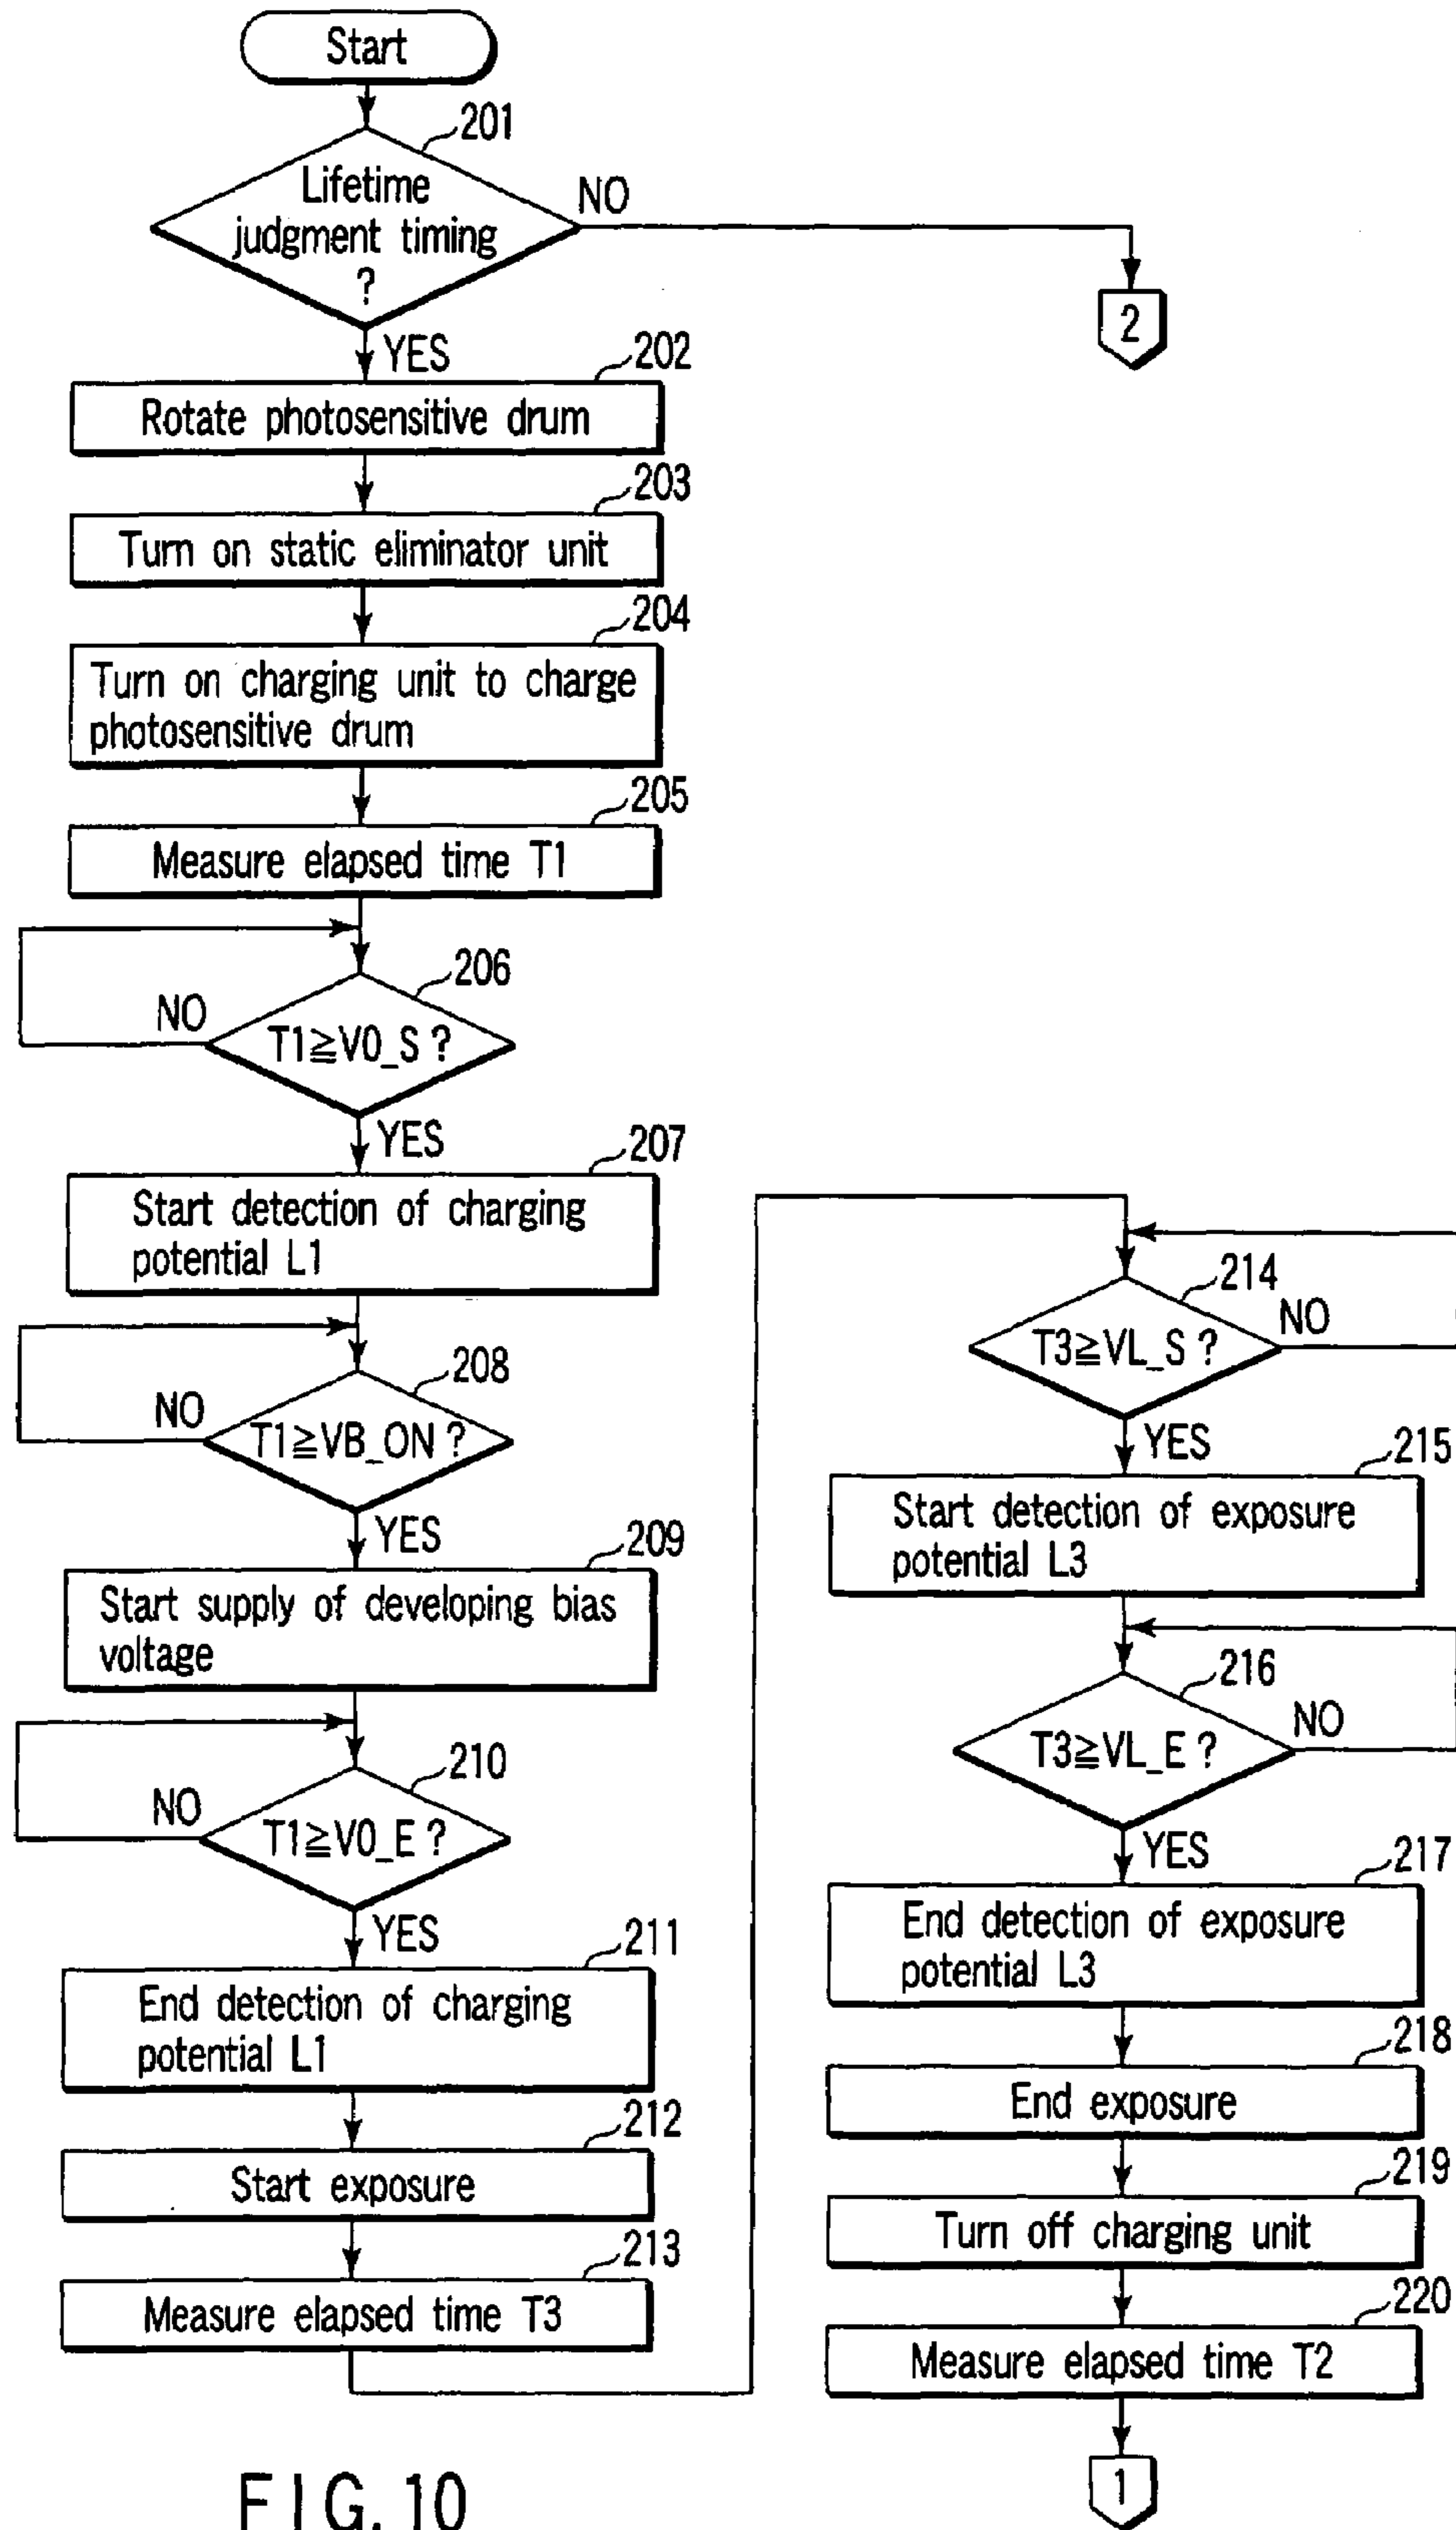 Start
201
Lifetime
judgment timing
?
NO
2
YES
202
Rotate photosensitive drum
203
Turn on static eliminator unit
204
Turn on charging unit to charge
photosensitive drum
205
Measure elapsed time T1
206
NO
T1≧V0_S ?
YES
207
Start detection of charging
potential L1
208
NO
T1≧VB_ON ?
YES
209
Start supply of developing bias
voltage
210
NO
T1≧V0_E ?
YES
211
End detection of charging
potential L1
212
Start exposure
213
Measure elapsed time T3
214
T3≧VL_S ?
NO
YES
215
Start detection of exposure
potential L3
216
T3≧VL_E ?
NO
YES
217
End detection of exposure
potential L3
218
End exposure
219
Turn off charging unit
220
Measure elapsed time T2
1
FIG. 10